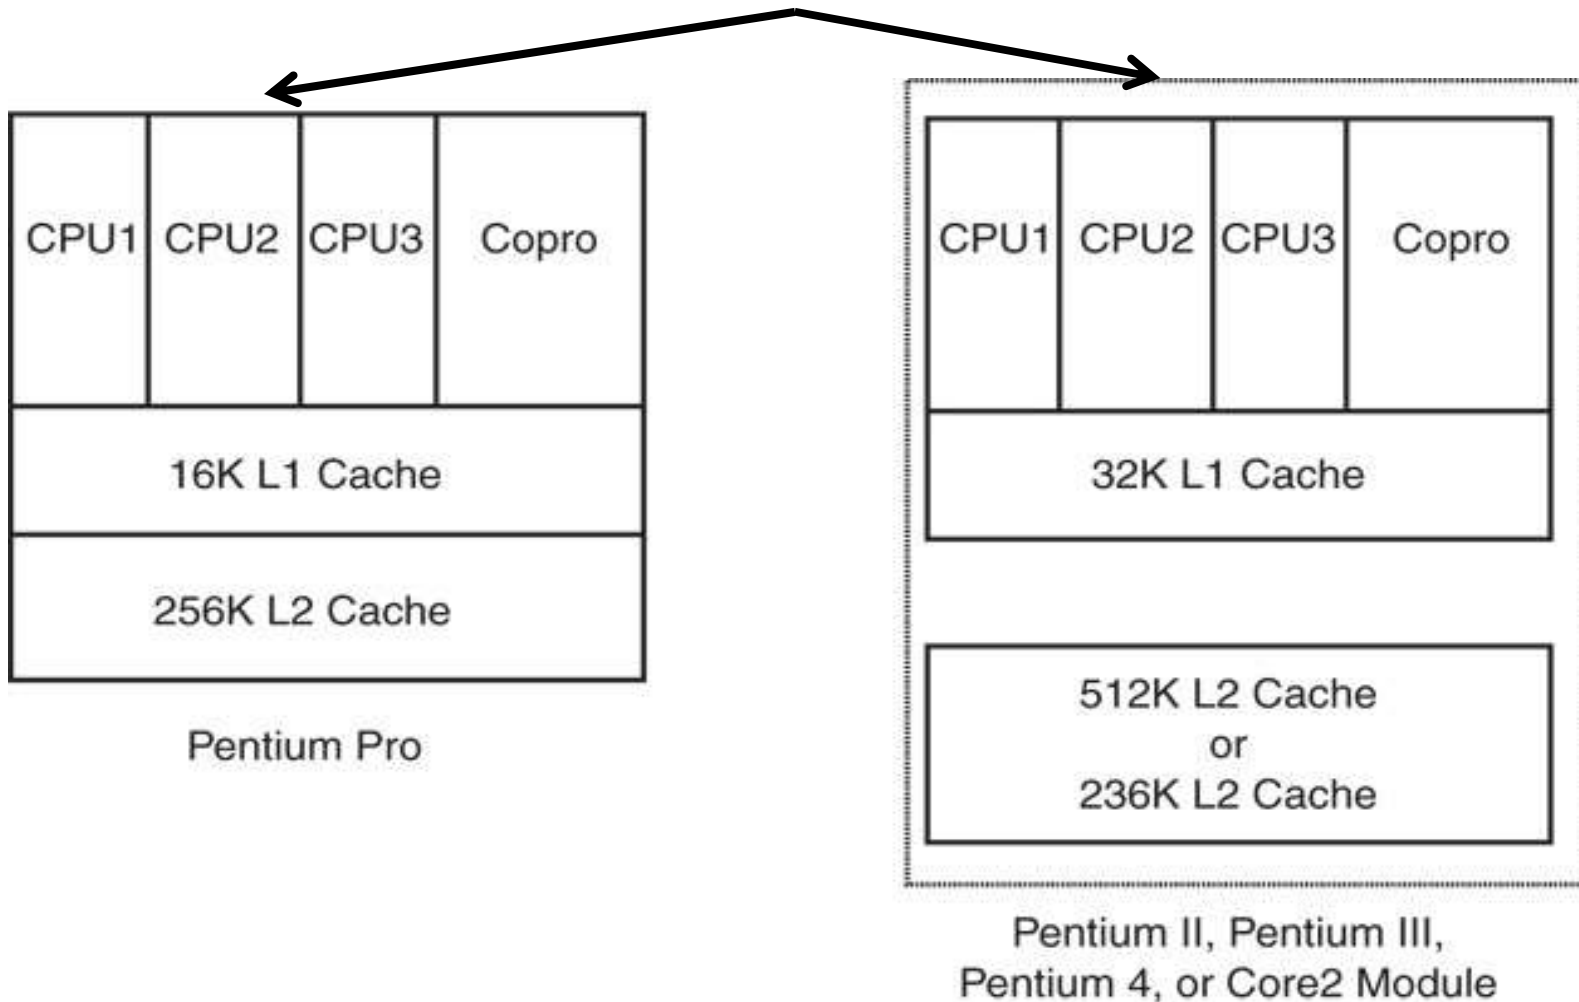 CPU1 CPU2 CPU3 Copro
16K L1 Cache
256K L2 Cache
Pentium Pro
CPU1 CPU2 CPU3 Copro
32K L1 Cache
512K L2 Cache
or
236K L2 Cache
Pentium II, Pentium III,
Pentium 4, or Core2 Module